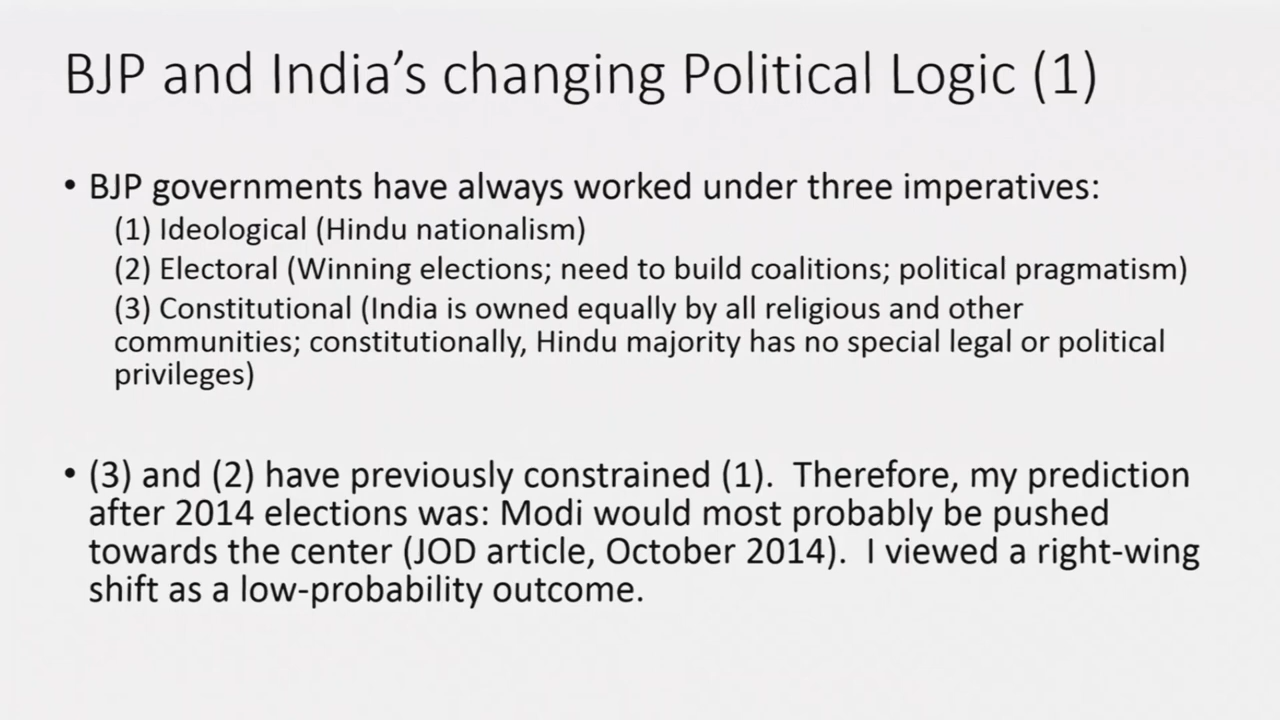 BJP and India’s changing Political Logic (1)
• BJP governments have always worked under three imperatives:
(1) Ideological (Hindu nationalism)
(2) Electoral (Winning elections; need to build coalitions; political pragmatism)
(3) Constitutional (India is owned equally by all religious and other
communities; constitutionally, Hindu majority has no special legal or political
privileges)
• (3) and (2) have previously constrained (1).  Therefore, my prediction
after 2014 elections was: Modi would most probably be pushed
towards the center (JOD article, October 2014).  I viewed a right-wing
shift as a low-probability outcome.